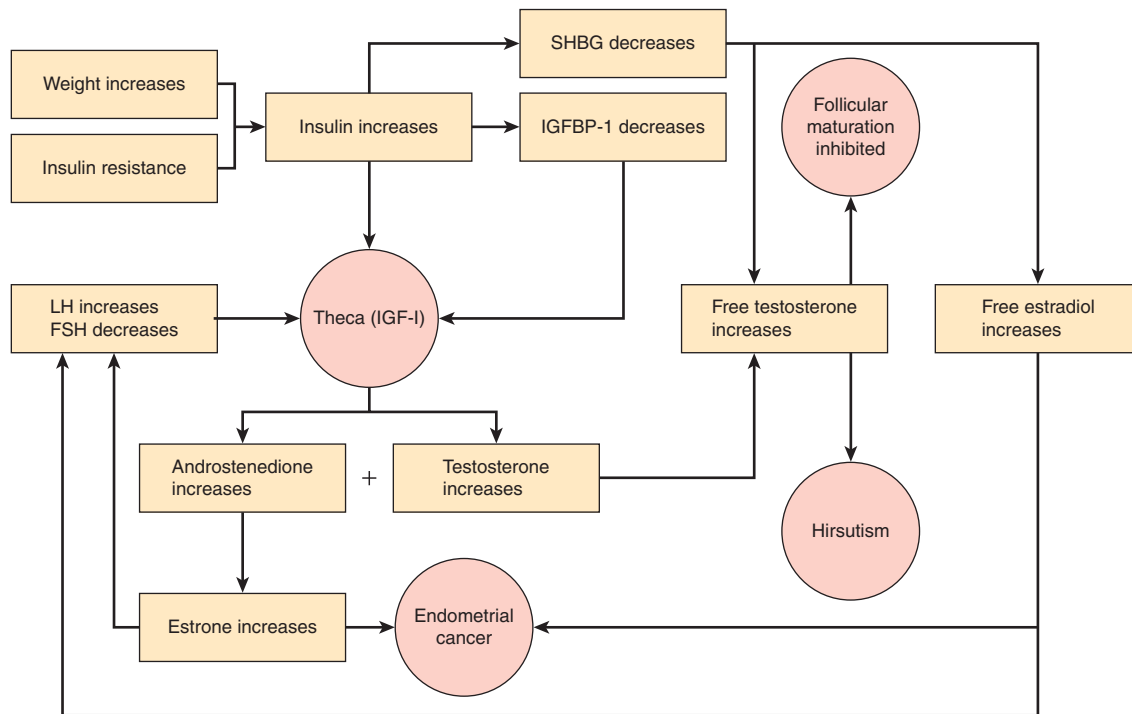 SHBG decreases
Weight increases
Insulin increases
IGFBP-1 decreases
Follicular
maturation
inhibited
Insulin resistance
LH increases
FSH decreases
Theca (IGF-I)
Free testosterone
increases
Free estradiol
increases
Androstenedione
increases
+
Testosterone
increases
Hirsutism
Estrone increases
Endometrial
cancer